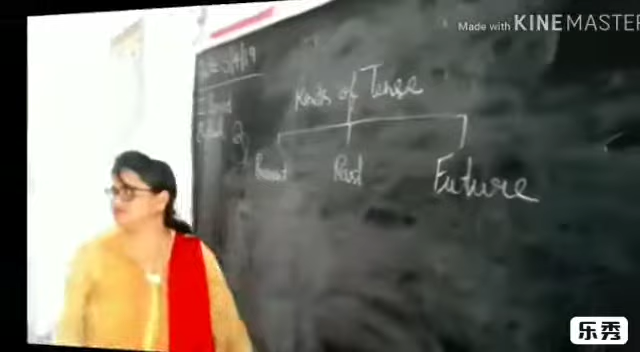 Made with KINEMASTER
Kinds of Tense
Present Past Future
乐秀